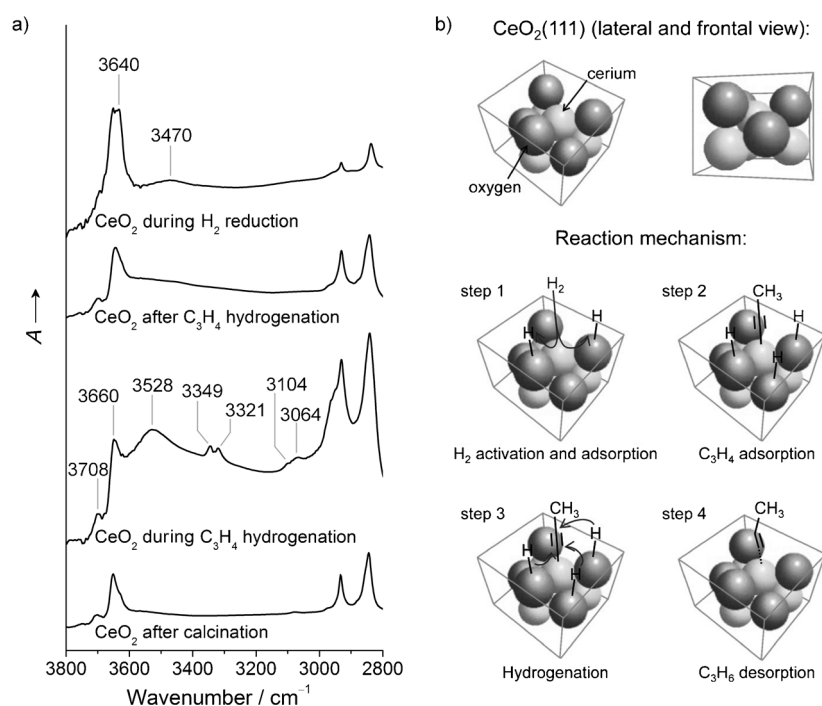 a)
3640
3470
CeO2 during H2 reduction
CeO2 after C3H4 hydrogenation
3660
3528
3349
3321
3104
3064
3708
CeO2 during C3H4 hydrogenation
CeO2 after calcination
A
3800 3600 3400 3200 3000 2800
Wavenumber / cm−1
b)
CeO2(111) (lateral and frontal view):
cerium
oxygen
Reaction mechanism:
step 1
H2
H
H
H2 activation and adsorption
step 2
CH3
H
H
H
C3H4 adsorption
step 3
CH3
H
H
H
Hydrogenation
step 4
CH3
C3H6 desorption